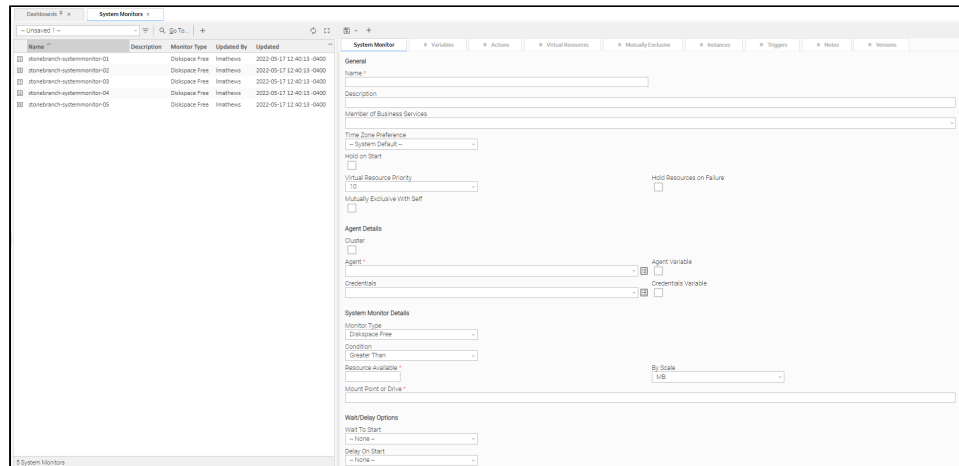 Dashboards × System Monitors ×
-- Unsaved 1 -- Go To...
System Monitor Variables Actions Virtual Resources Mutually Exclusive Instances Triggers Notes Versions
Name Description Monitor Type Updated By Updated
stonebranch-systemmonitor-01 Diskspace Free lmathews 2022-05-17 12:40:13 -0400
stonebranch-systemmonitor-02 Diskspace Free lmathews 2022-05-17 12:40:13 -0400
stonebranch-systemmonitor-03 Diskspace Free lmathews 2022-05-17 12:40:13 -0400
stonebranch-systemmonitor-04 Diskspace Free lmathews 2022-05-17 12:40:13 -0400
stonebranch-systemmonitor-05 Diskspace Free lmathews 2022-05-17 12:40:13 -0400
5 System Monitors
General
Name *
Description
Member of Business Services
Time Zone Preference
-- System Default --
Hold on Start
Virtual Resource Priority Hold Resources on Failure
10
Mutually Exclusive With Self
Agent Details
Cluster
Agent * Agent Variable
Credentials Credentials Variable
System Monitor Details
Monitor Type
Diskspace Free
Condition
Greater Than
Resource Available * By Scale
MB
Mount Point or Drive *
Wait/Delay Options
Wait To Start
-- None --
Delay On Start
-- None --